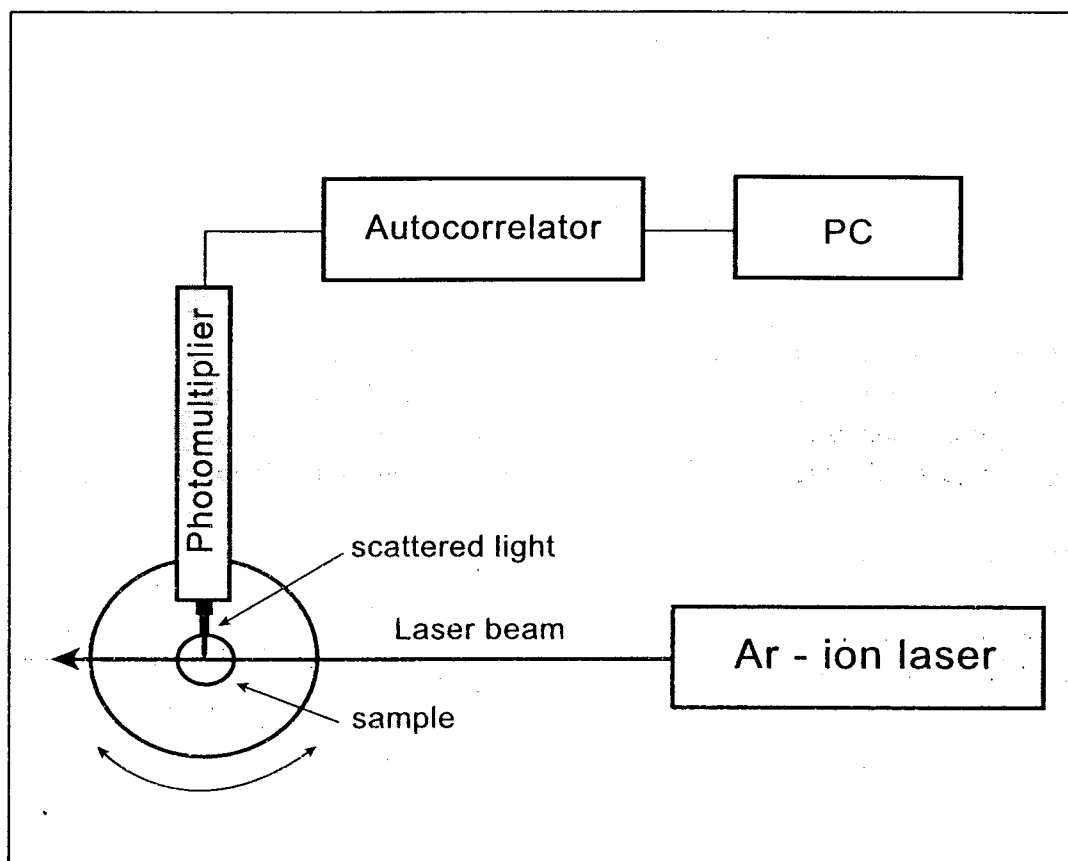 Autocorrelator
PC
Photomultiplier
scattered light
Laser beam
Ar - ion laser
sample